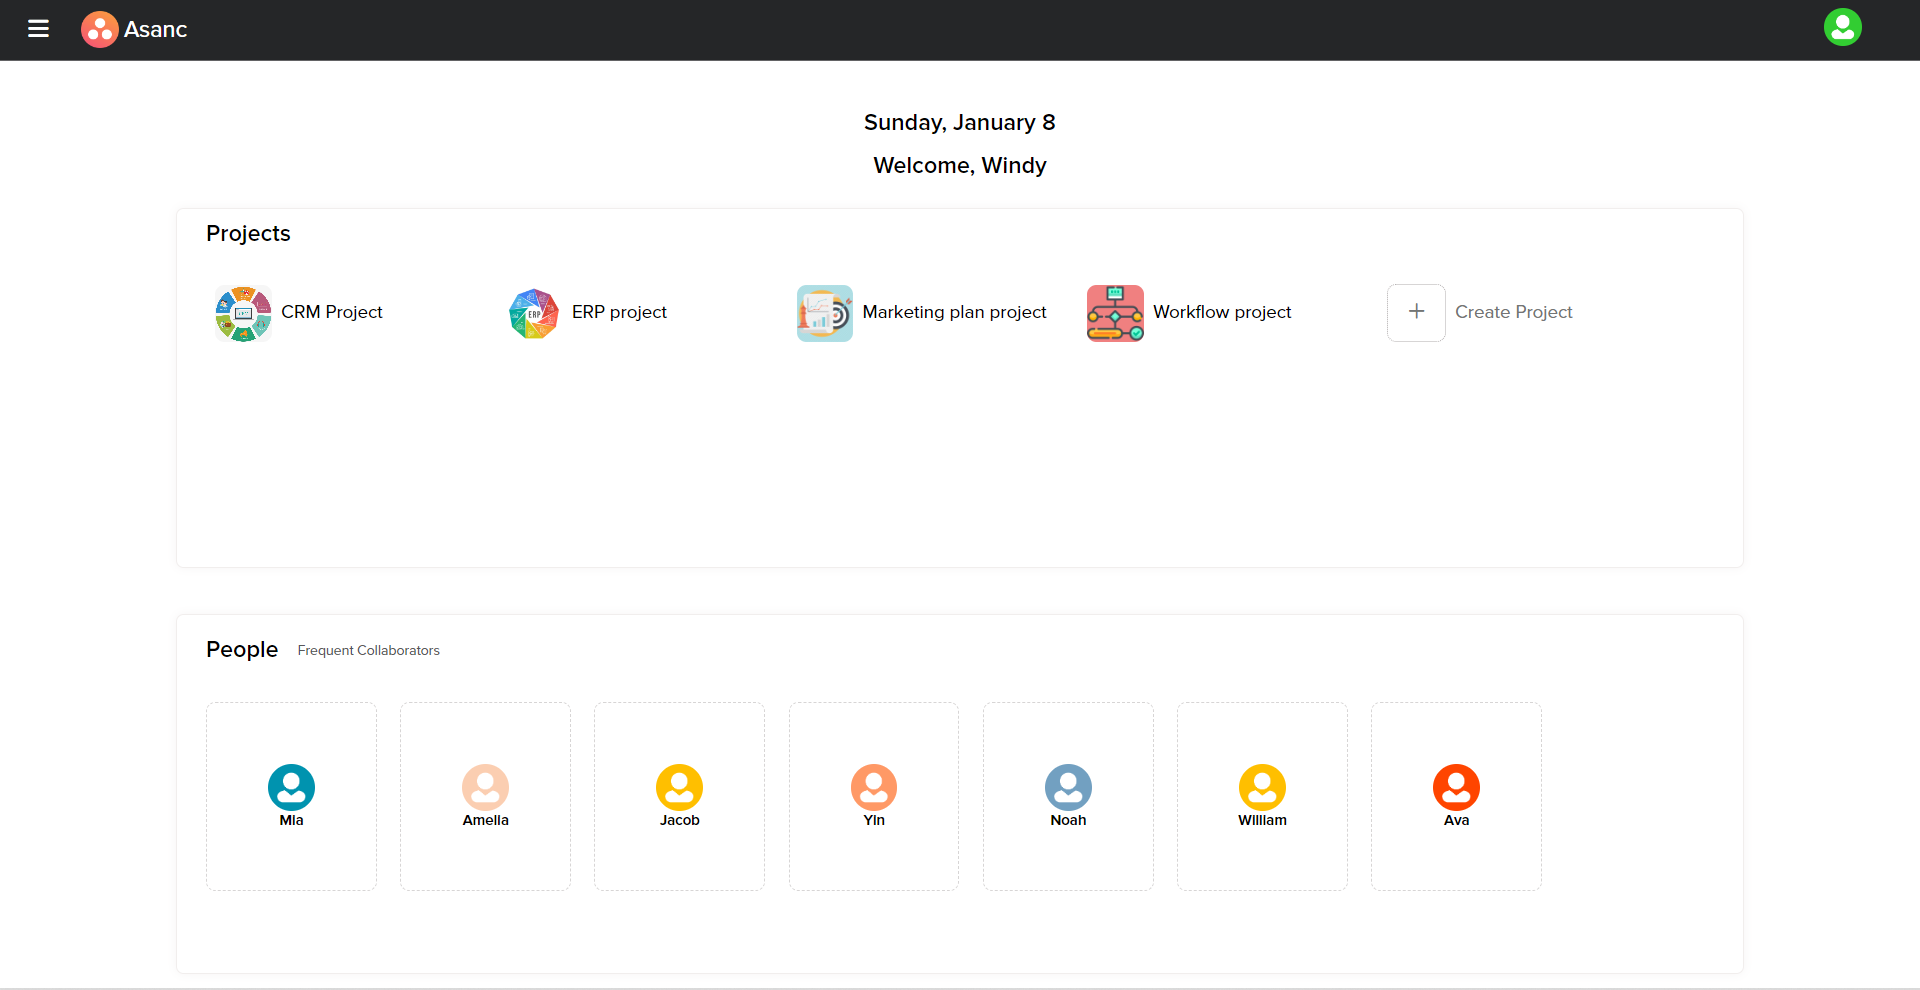 Asanc
Sunday, January 8
Welcome, Windy
Projects
CRM Project
ERP
ERP project
Marketing plan project
Workflow project
Create Project
People Frequent Collaborators
Mia
Amelia
Jacob
Yin
Noah
William
Ava